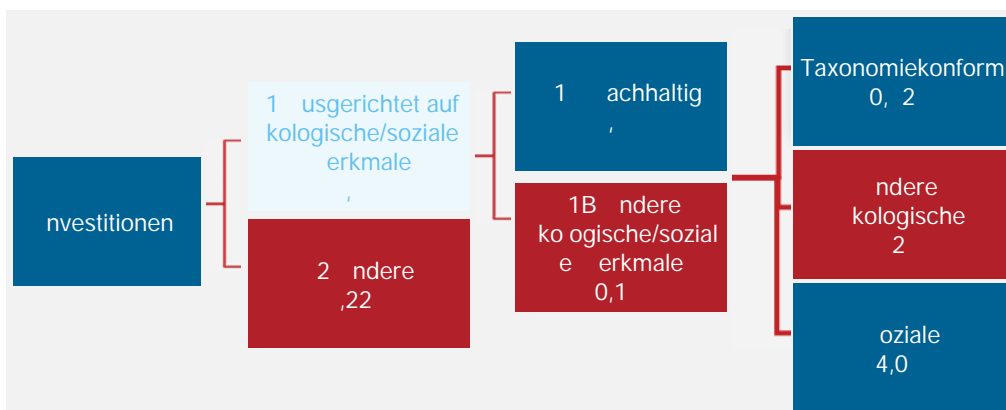 nvestitionen
1 usgerichtet auf
kologische/soziale
erkmale
,
2 ndere
,22
1 achhaltig
,
1B ndere
ko ogische/sozial
e erkmale
0,1
Taxonomiekonform
0, 2
ndere
kologische
2
oziale
4,0